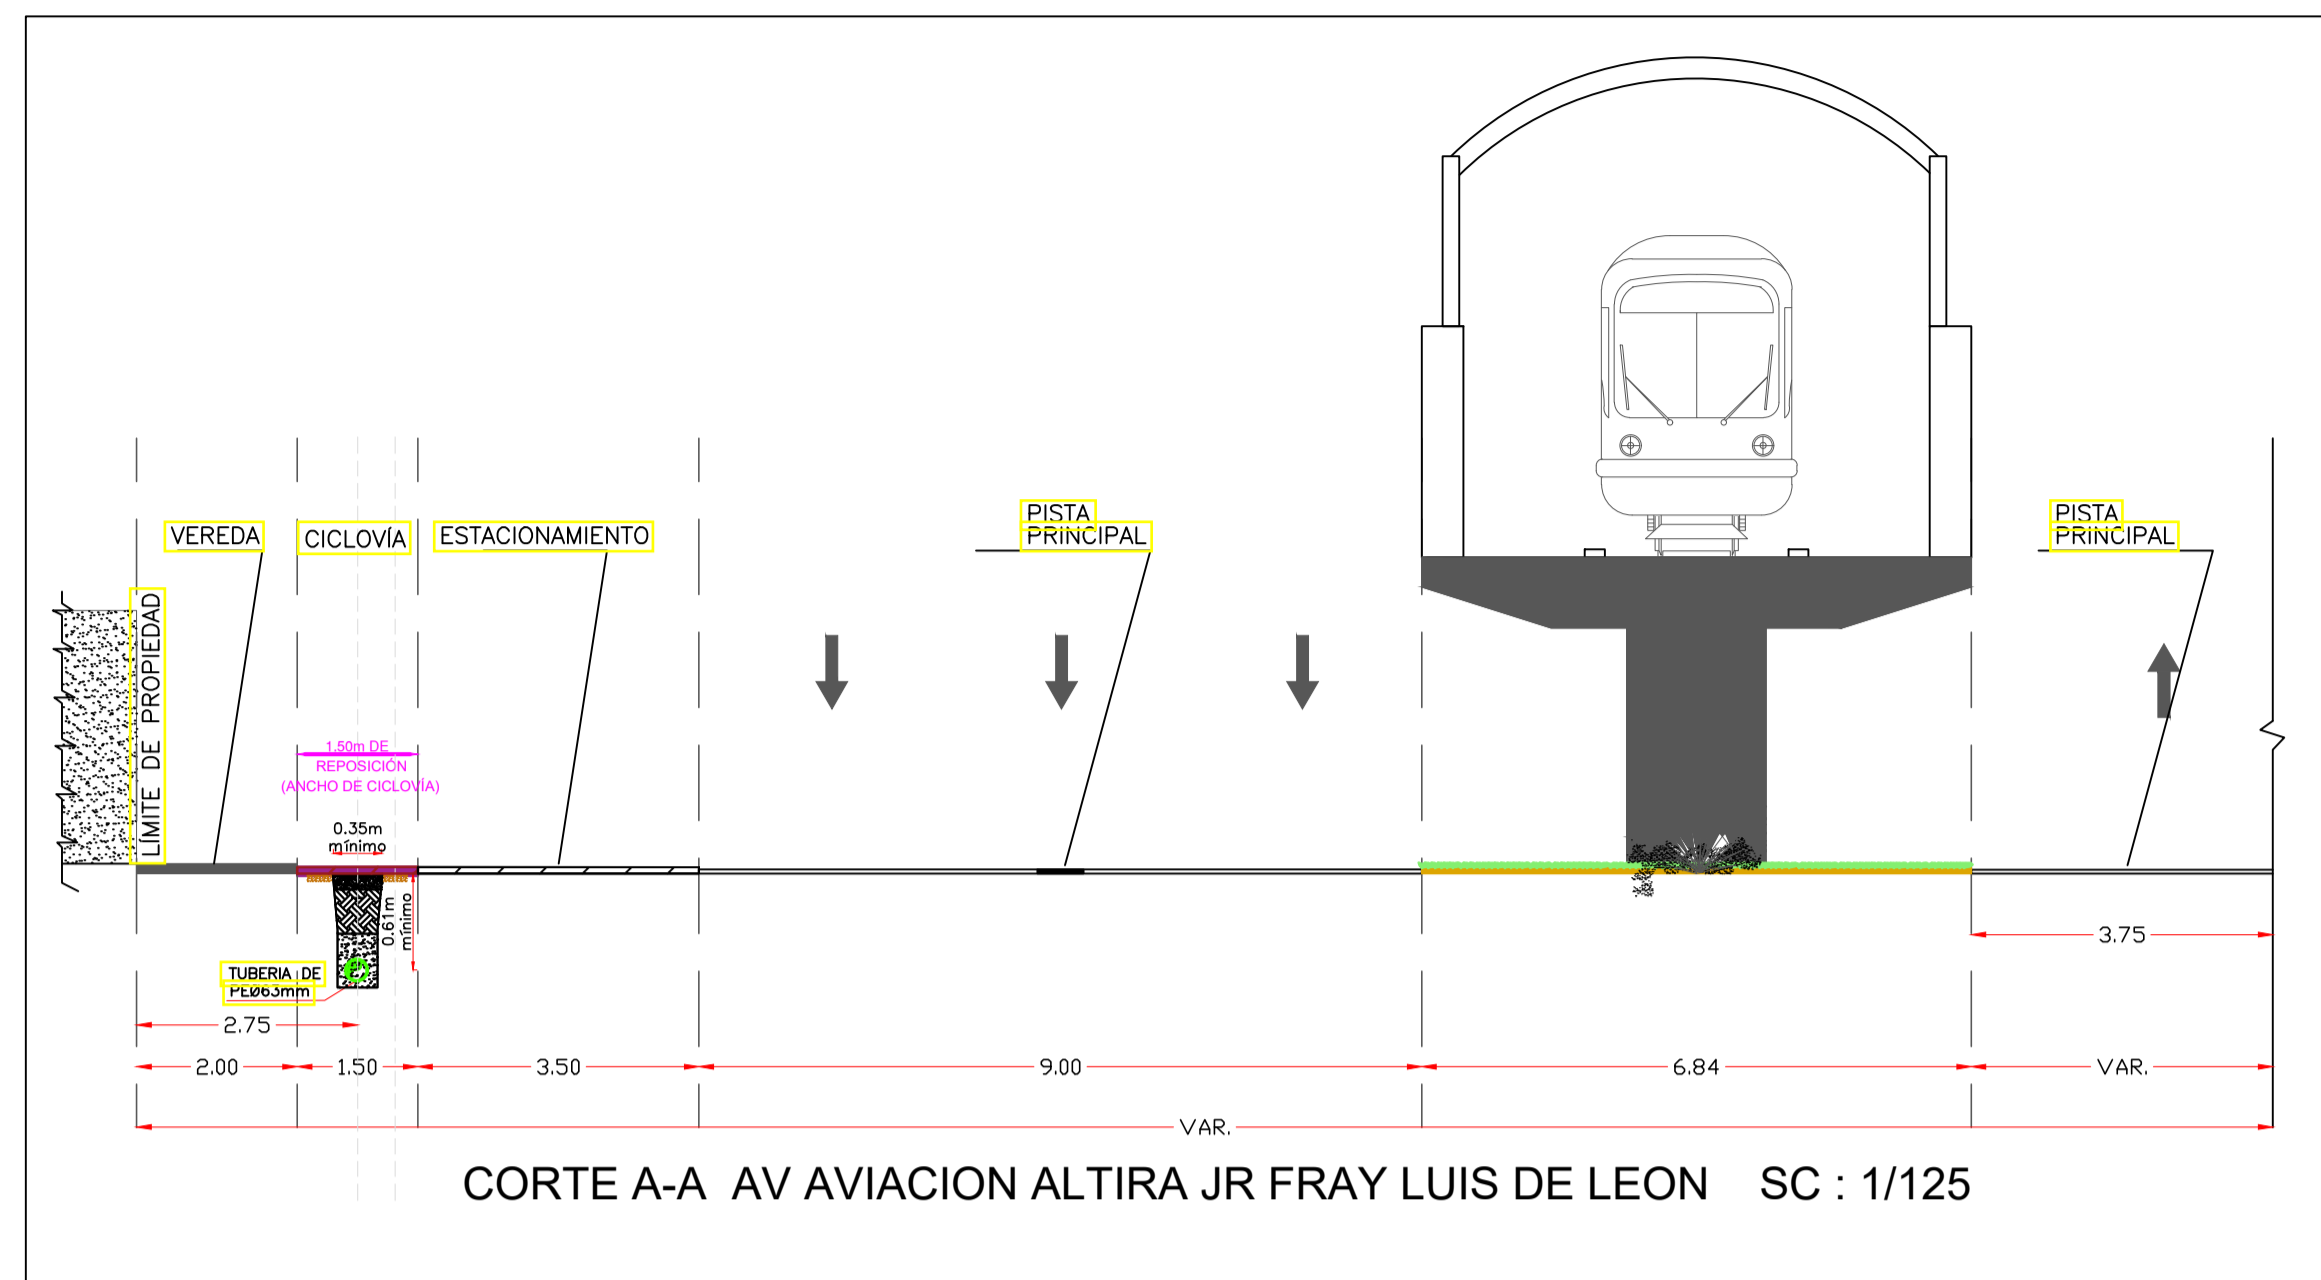 PISTA
PRINCIPAL
PISTA
PRINCIPAL
VEREDA
CICLOVÍA
ESTACIONAMIENTO
LÍMITE DE PROPIEDAD
1.50m DE
REPOSICIÓN
(ANCHO DE CICLOVÍA)
0.35m
mínimo
0.61m
mínimo
TUBERIA DE
PEØ63mm
3.75
2.75
2.00
1.50
3.50
9.00
6.84
VAR.
VAR.
CORTE A-A AV AVIACION ALTIRA JR FRAY LUIS DE LEON SC : 1/125